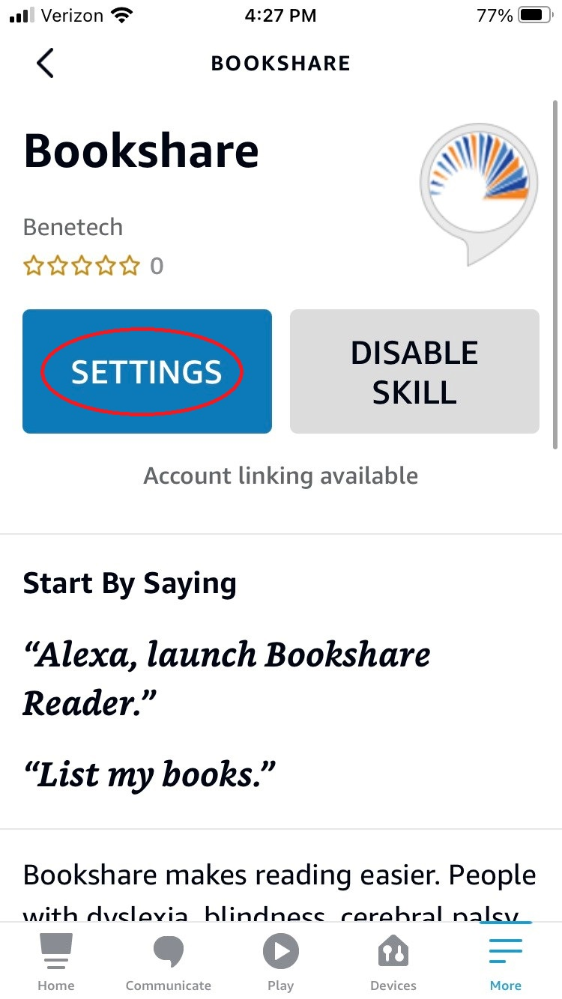 Verizon 4:27 PM 77%
BOOKSHARE
Bookshare
Benetech
0
SETTINGS
DISABLE
SKILL
Account linking available
Start By Saying
“Alexa, launch Bookshare
Reader.”
“List my books.”
Bookshare makes reading easier. People
with dyslexia, blindness, cerebral palsy,
Home Communicate Play Devices More